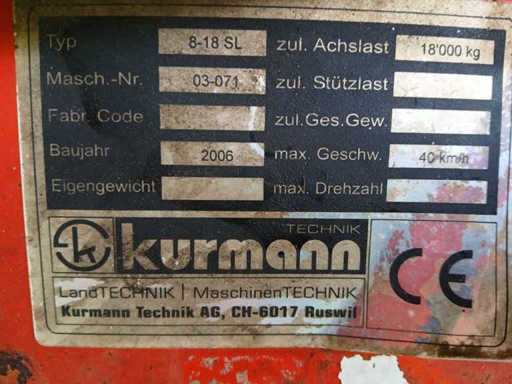 Typ 8-18 SL zul. Achslast 18'000 kg
Masch.-Nr. 03-071 zul. Stützlast
Fabr. Code zul.Ges.Gew.
Baujahr 2006 max. Geschw. 40 km/h
Eigengewicht max. Drehzahl
TECHNIK
k kurmann CE
LandTECHNIK | MaschinenTECHNIK
Kurmann Technik AG, CH-6017 Ruswil